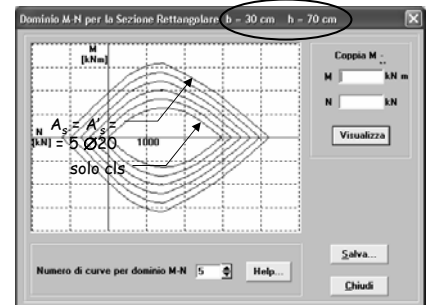 Dominio M-N per la Sezione Rettangolare b = 30 cm h = 70 cm
M
[kNm]
Coppia M -
M kN m
N kN
Visualizza
As = A's =
= 5 Ø20
N
[kN]
1000
solo cls
Numero di curve per dominio M-N 5 Help...
Salva...
Chiudi